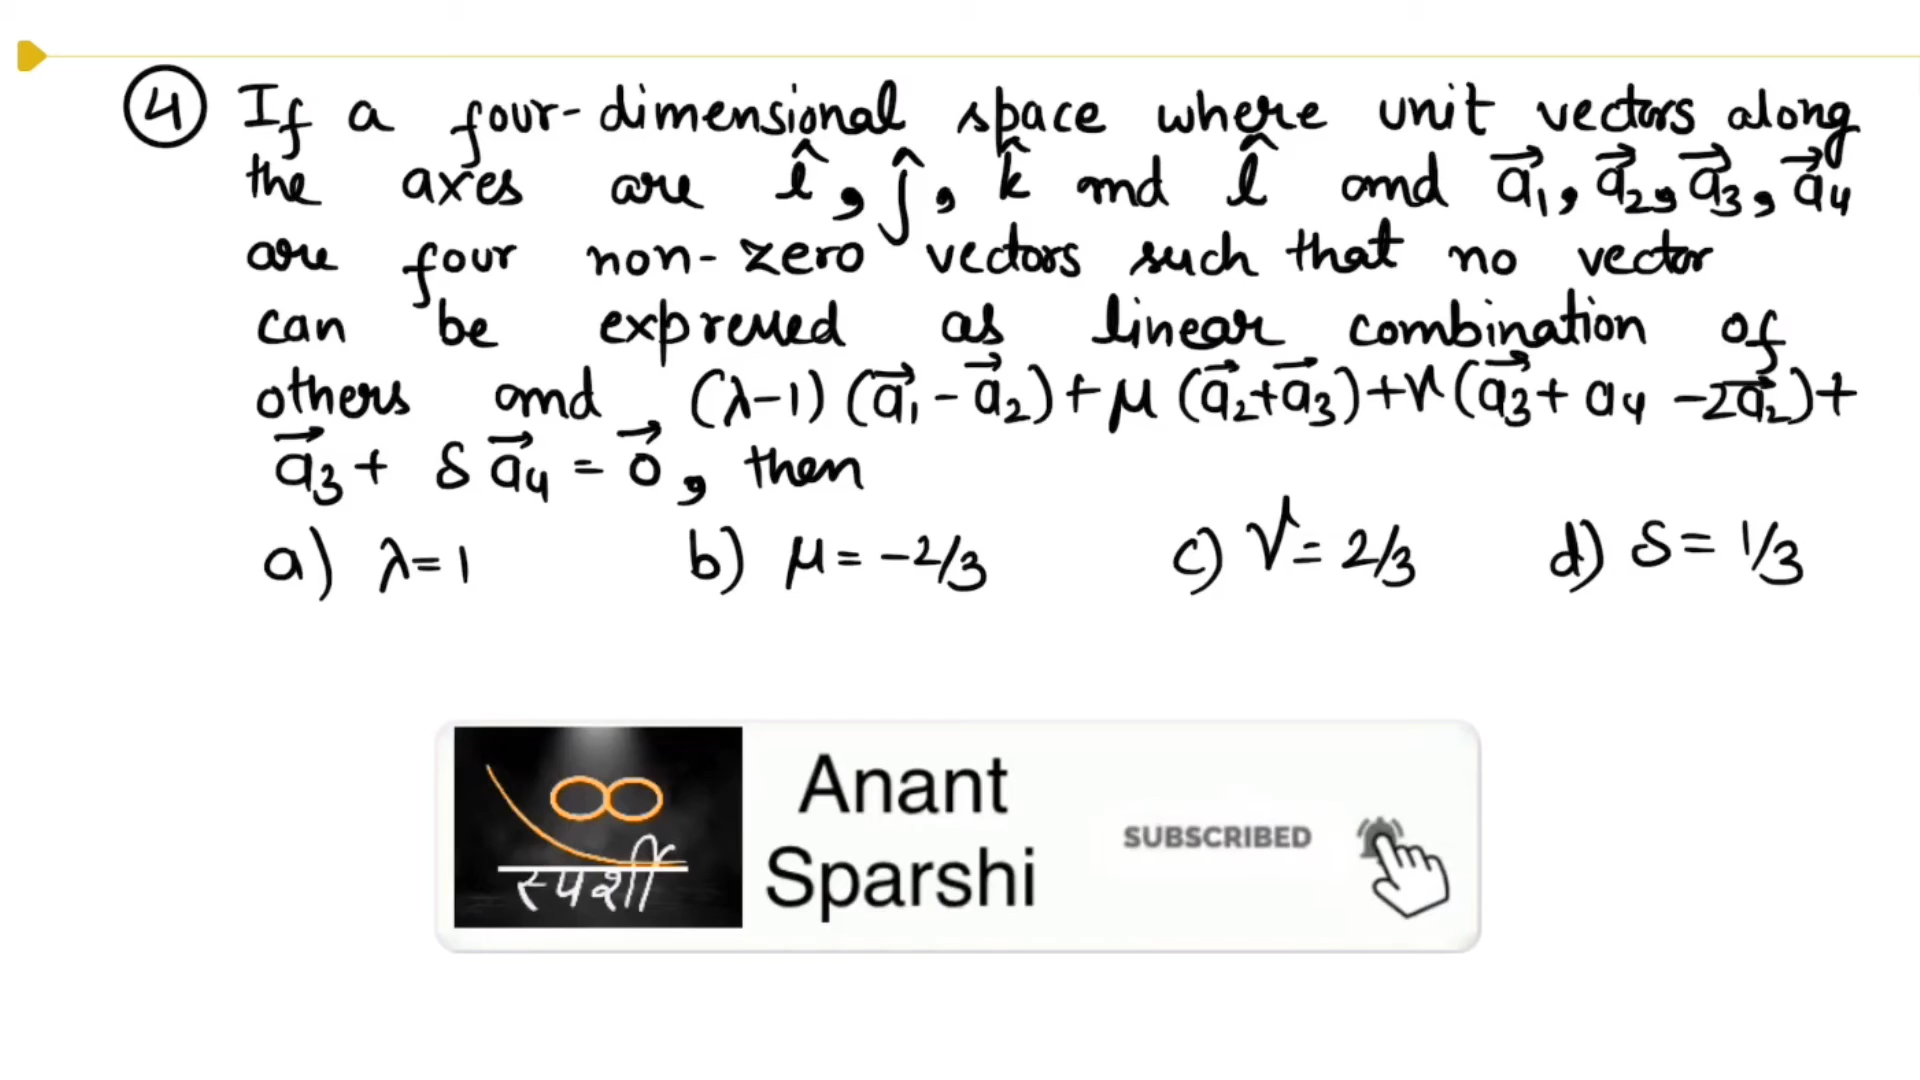 ④ If a four-dimensional space where unit vectors along
the axes are î, ĵ, k̂ and l̂ and a⃗₁, a⃗₂, a⃗₃, a⃗₄
are four non-zero vectors such that no vector
can be expressed as linear combination of
others and (λ-1)(a⃗₁ - a⃗₂) + μ(a⃗₂ + a⃗₃) + γ(a⃗₃ + a₄ - 2a⃗₂) +
a⃗₃ + δ a⃗₄ = 0⃗, then
a) λ = 1 b) μ = -2/3 c) γ = 2/3 d) δ = 1/3
स्पर्शी
Anant
Sparshi
SUBSCRIBED